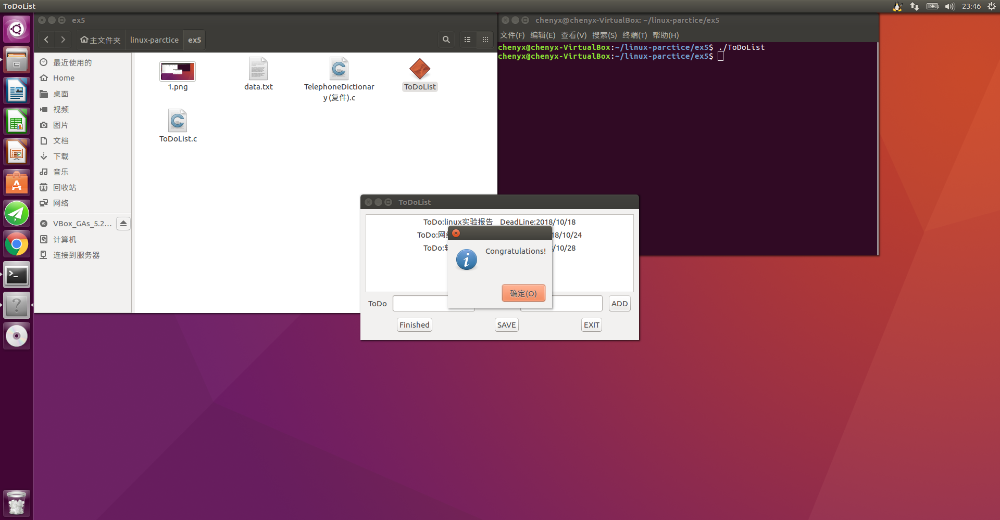 ToDoList
23:46
ex5
主文件夹
linux-parctice
ex5
最近使用的
Home
桌面
视频
图片
文档
下载
音乐
回收站
网络
VBox_GAs_5.2...
计算机
连接到服务器
1.png
data.txt
TelephoneDictionar
y (复件).c
ToDoList
ToDoList.c
chenyx@chenyx-VirtualBox: ~/linux-parctice/ex5
文件(F) 编辑(E) 查看(V) 搜索(S) 终端(T) 帮助(H)
chenyx@chenyx-VirtualBox:~/linux-parctice/ex5$ ./ToDoList
chenyx@chenyx-VirtualBox:~/linux-parctice/ex5$
ToDoList
ToDo:linux实验报告 DeadLine:2018/10/18
ToDo:网 18/10/24
ToDo: /10/28
Congratulations!
确定(O)
ToDo
ADD
Finished
SAVE
EXIT